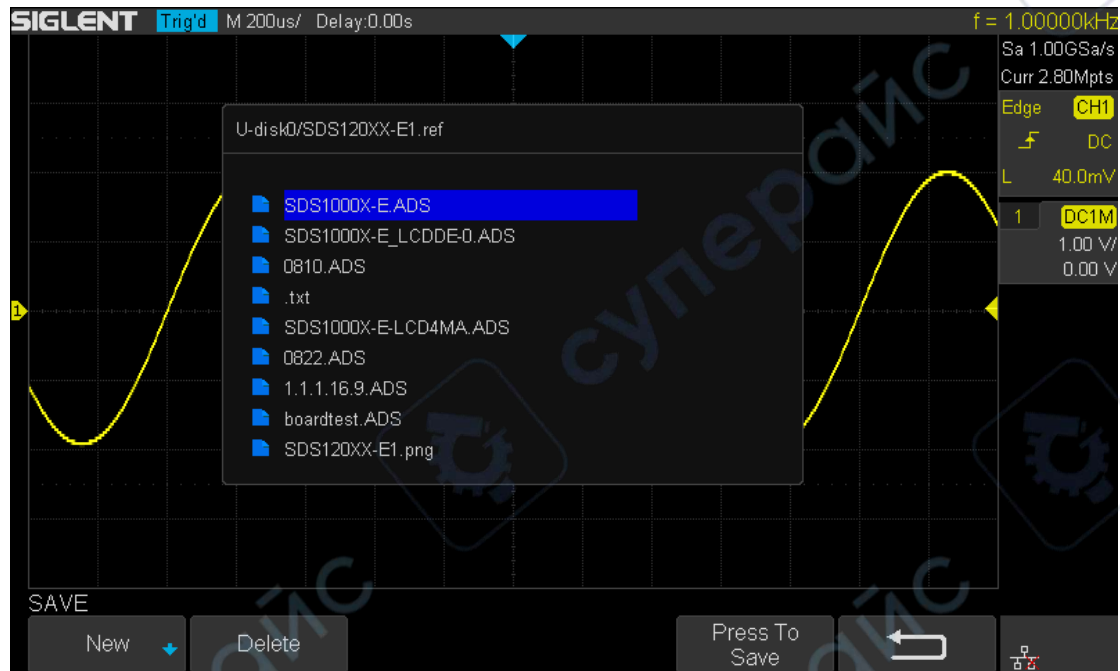 SIGLENT Trig'd M 200us/ Delay:0.00s f = 1.00000kHz
Sa 1.00GSa/s
Curr 2.80Mpts
Edge CH1
DC
L 40.0mV
1 DC1M
1.00 V/
0.00 V
U-disk0/SDS120XX-E1.ref
SDS1000X-E.ADS
SDS1000X-E_LCDDE-0.ADS
0810.ADS
.txt
SDS1000X-E-LCD4MA.ADS
0822.ADS
1.1.1.16.9.ADS
boardtest.ADS
SDS120XX-E1.png
1
SAVE
New
Delete
Press To
Save
суперайс